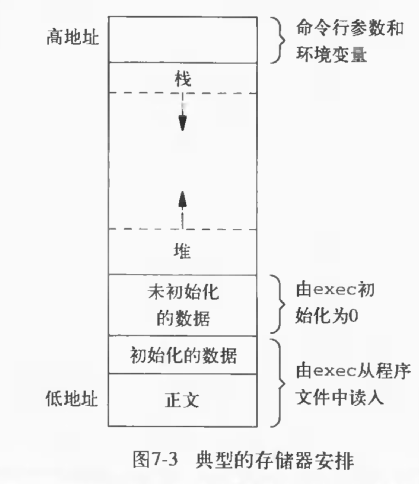 高地址
命令行参数和
环境变量
栈
堆
未初始化
的数据
由exec初
始化为0
初始化的数据
由exec从程序
文件中读入
低地址
正文
图7-3 典型的存储器安排